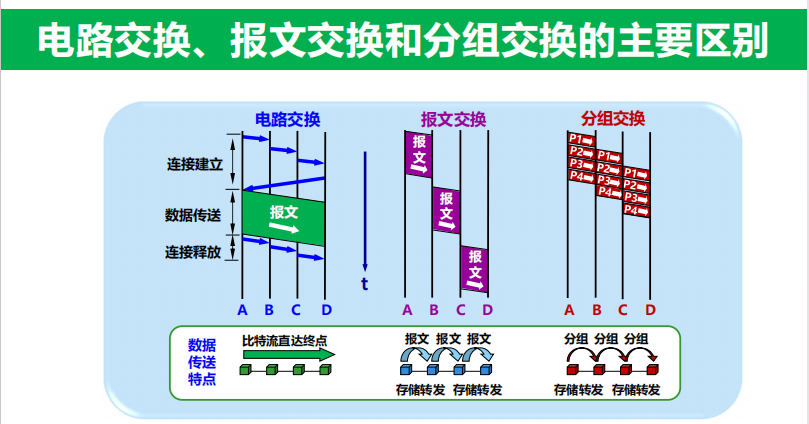 电路交换、报文交换和分组交换的主要区别
电路交换
报文交换
分组交换
连接建立
数据传送
连接释放
报文
t
报
文
报
文
报
文
P1
P2
P3
P4
P1
P2
P3
P4
P1
P2
P3
P4
A B C D
A B C D
A B C D
数据
传送
特点
比特流直达终点
报文 报文 报文
存储转发 存储转发
分组 分组 分组
存储转发 存储转发